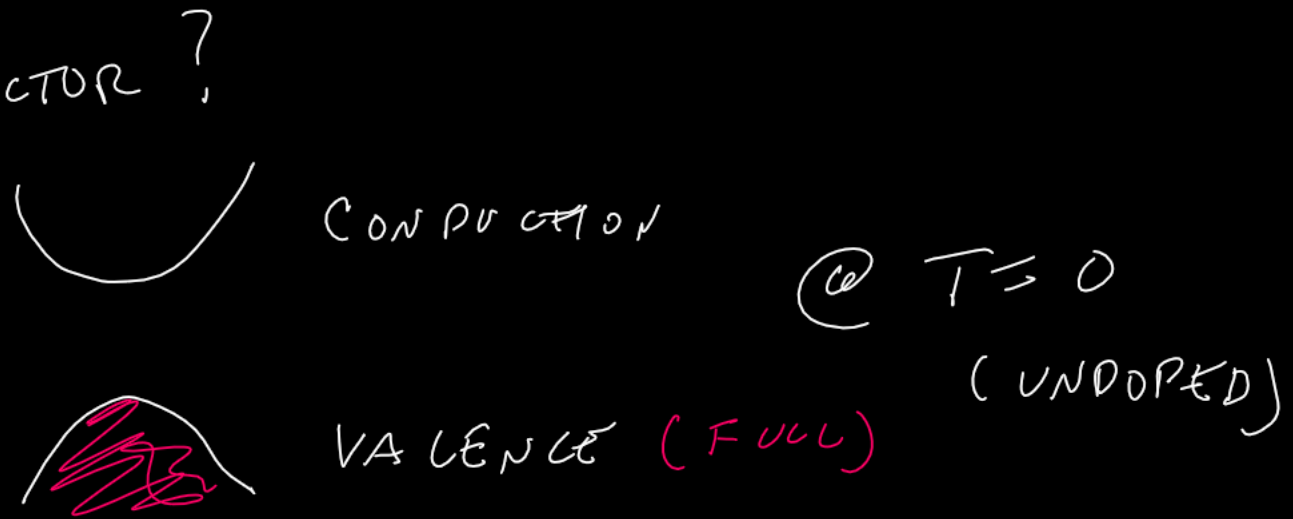 CTOR ?
CONDUCTION
@ T = 0
(UNDOPED)
VALENCE (FULL)